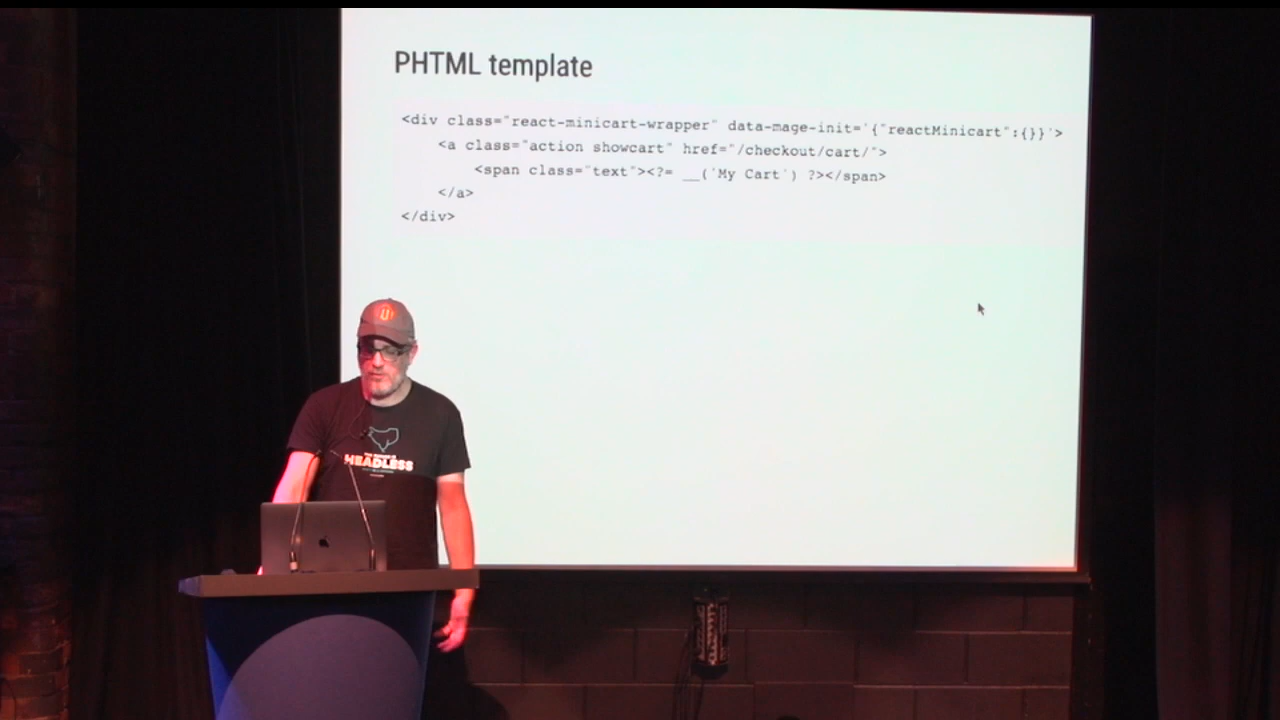 PHTML template
<div class="react-minicart-wrapper" data-mage-init='{"reactMinicart":{}}'>
<a class="action showcart" href="/checkout/cart/">
<span class="text"><?= __('My Cart') ?></span>
</a>
</div>
U
HEADLESS